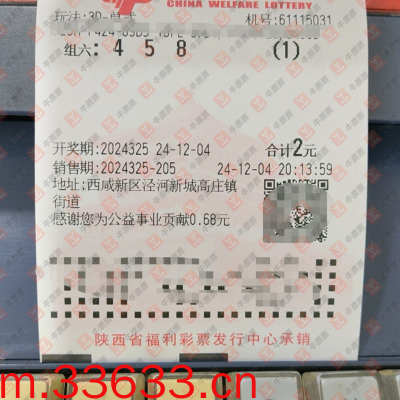 CHINA WELFARE LOTTERY
玩法:3D-单式
机号:61115031
组六: 4 5 8 (1)
开奖期:2024325 24-12-04 合计2元
销售期:2024325-205 24-12-04 20:13:59
地址:西咸新区泾河新城高庄镇
街道
感谢您为公益事业贡献0.68元
陕西省福利彩票发行中心承销
m.33633.cn